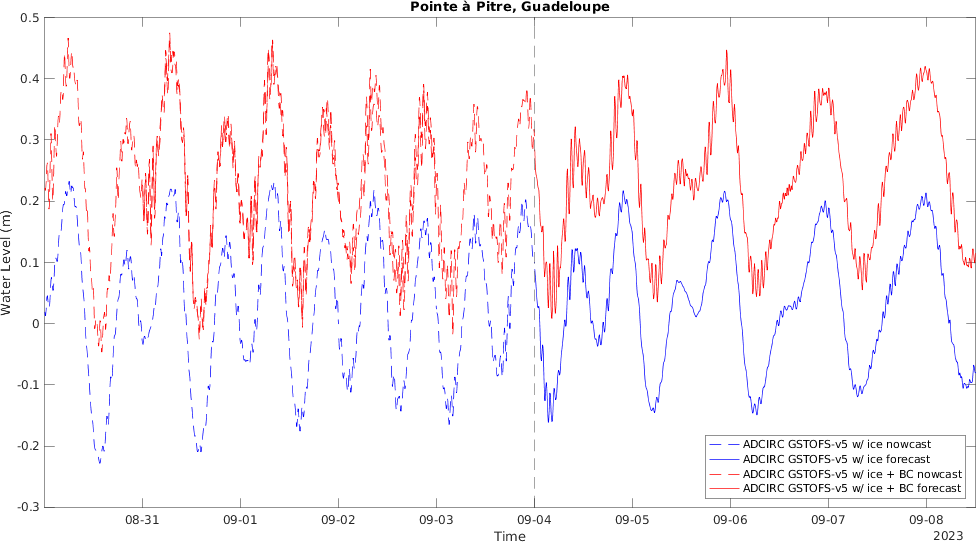 Pointe à Pitre, Guadeloupe
0.5
0.4
0.3
0.2
0.1
0
-0.1
-0.2
-0.3
Water Level (m)
08-31
09-01
09-02
09-03
09-04
09-05
09-06
09-07
09-08
Time
2023
ADCIRC GSTOFS-v5 w/ ice nowcast
ADCIRC GSTOFS-v5 w/ ice forecast
ADCIRC GSTOFS-v5 w/ ice + BC nowcast
ADCIRC GSTOFS-v5 w/ ice + BC forecast